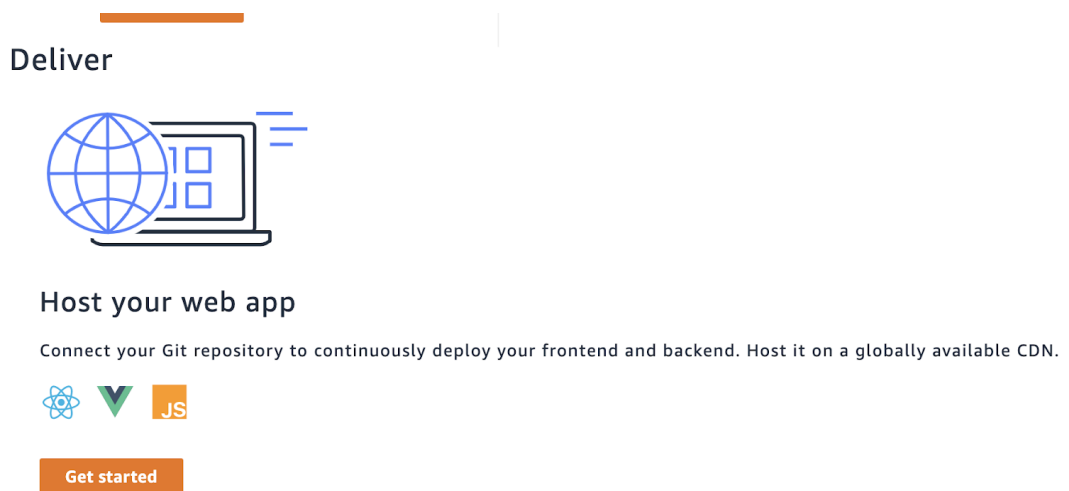 Deliver
Host your web app
Connect your Git repository to continuously deploy your frontend and backend. Host it on a globally available CDN.
JS
Get started